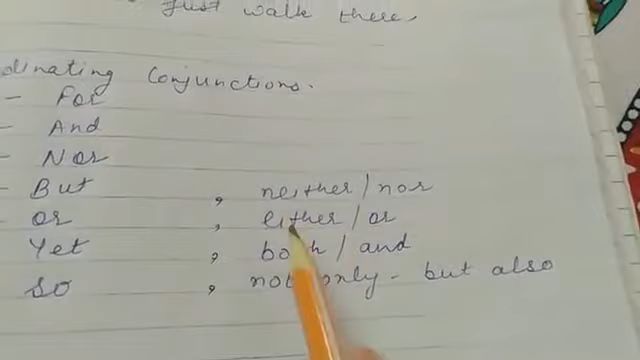 Just walk there,
dinating Conjunctions.
- For
- And
- Nor
- But , neither/nor
- or , either/or
Yet , both/and
so , not only - but also